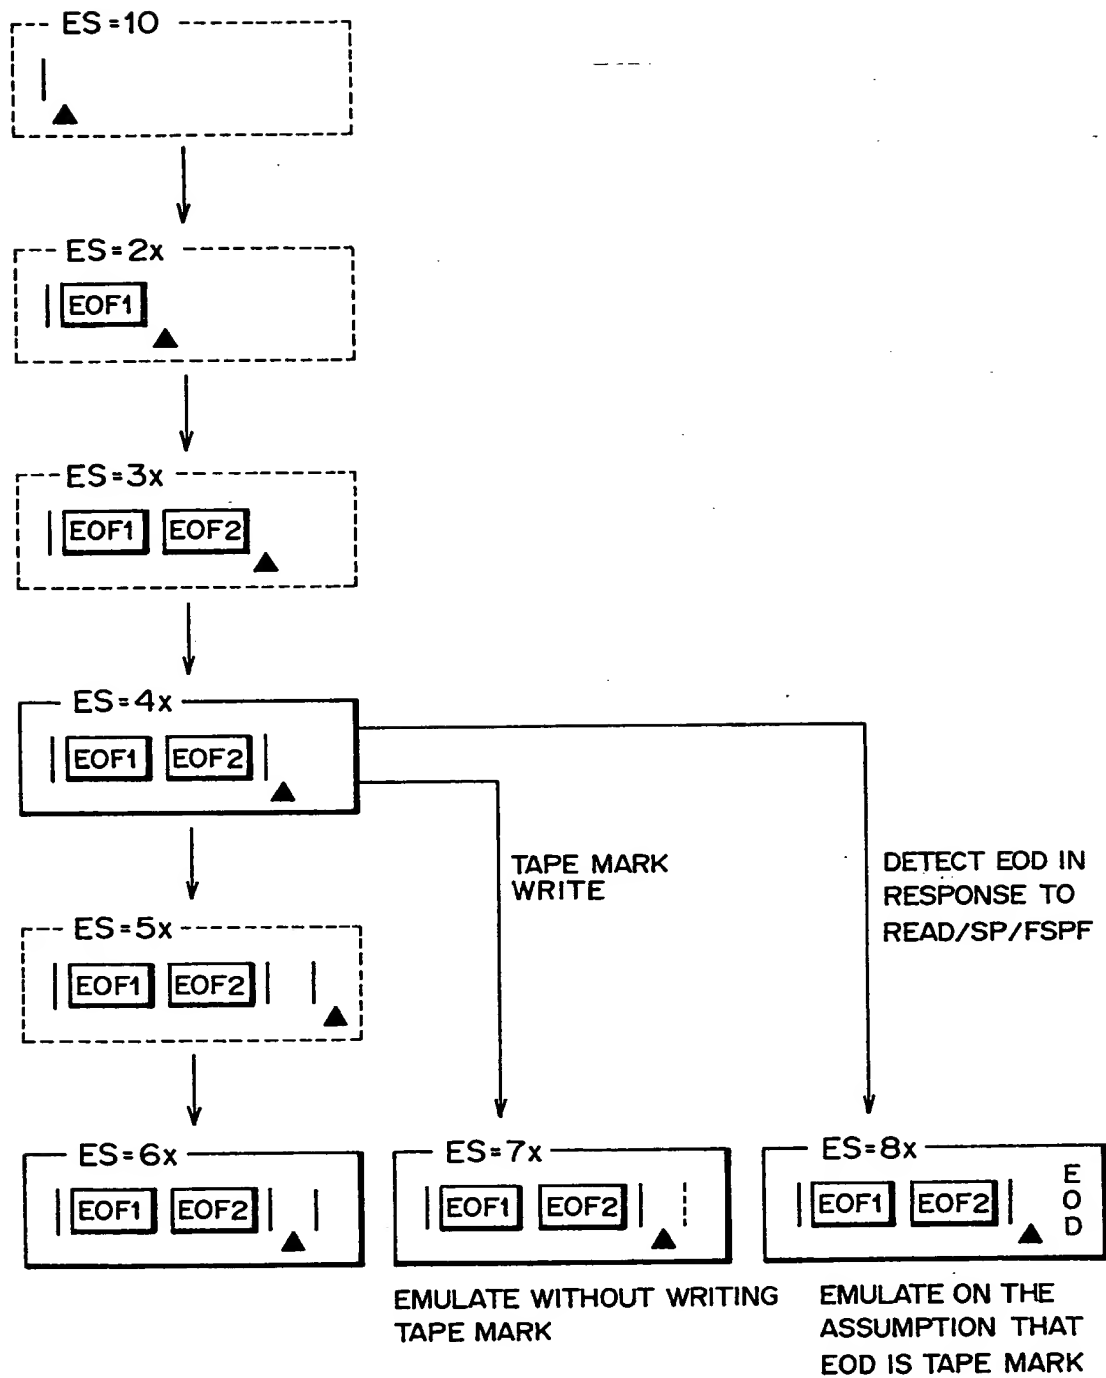 ES=10
ES=2x
EOF1
ES=3x
EOF1 EOF2
ES=4x
EOF1 EOF2
TAPE MARK
WRITE
DETECT EOD IN
RESPONSE TO
READ/SP/FSPF
ES=5x
EOF1 EOF2
ES=6x
EOF1 EOF2
ES=7x
EOF1 EOF2
EMULATE WITHOUT WRITING
TAPE MARK
ES=8x
EOF1 EOF2
EOD
EMULATE ON THE
ASSUMPTION THAT
EOD IS TAPE MARK